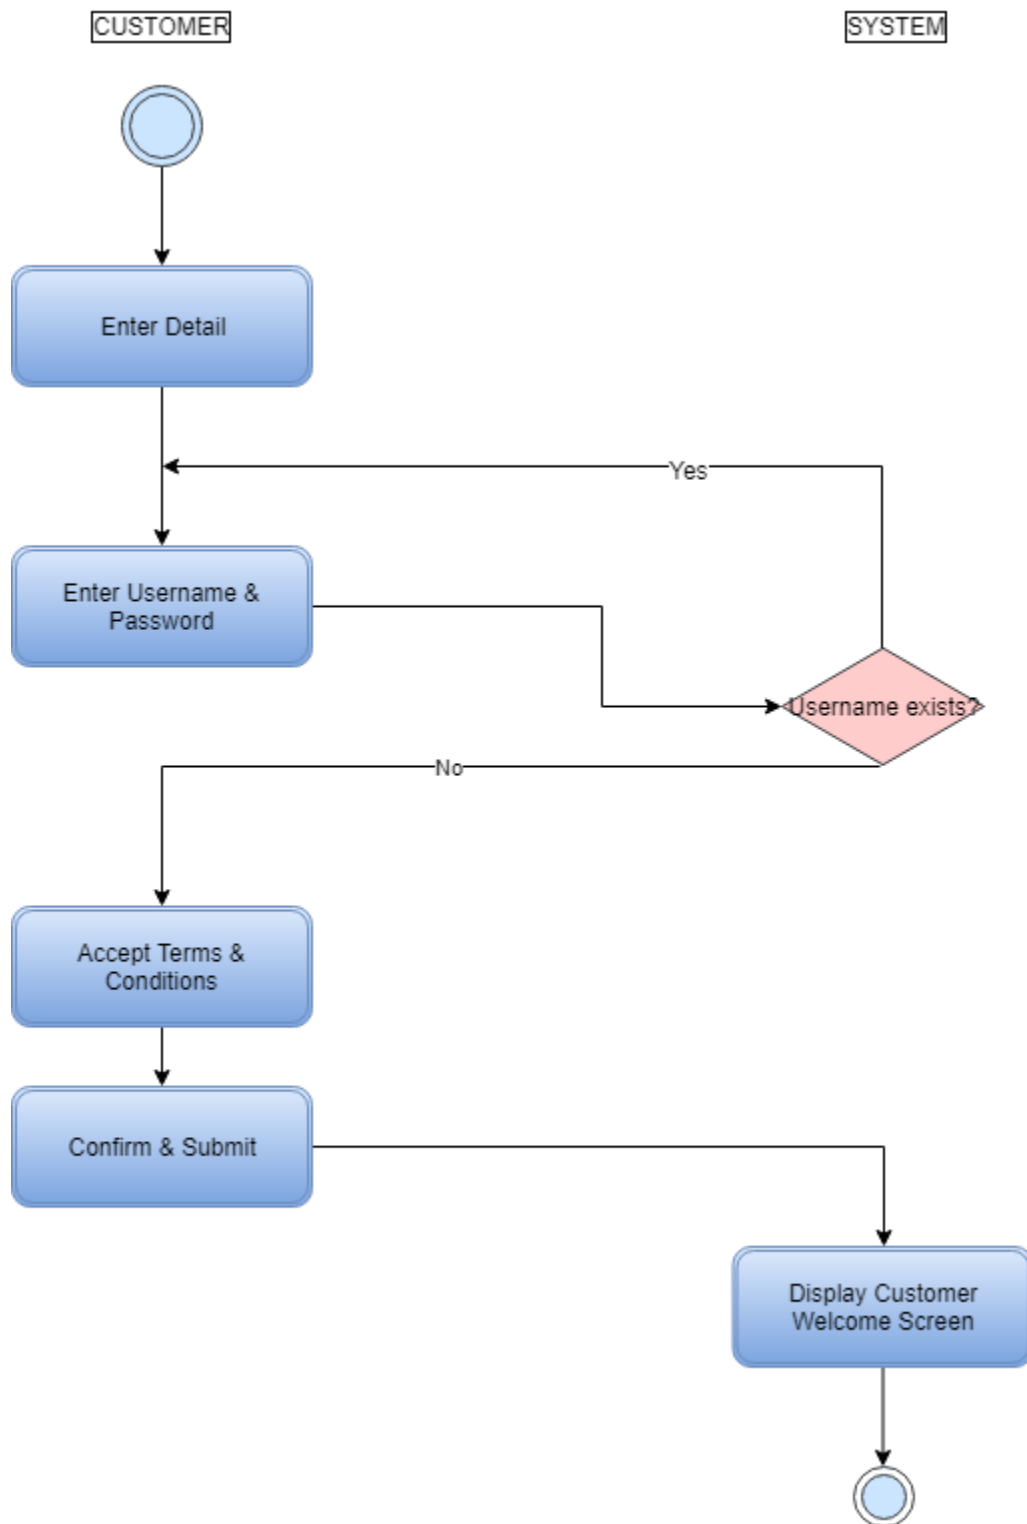 CUSTOMER
SYSTEM
Enter Detail
Yes
Enter Username &
Password
Username exists?
No
Accept Terms &
Conditions
Confirm & Submit
Display Customer
Welcome Screen